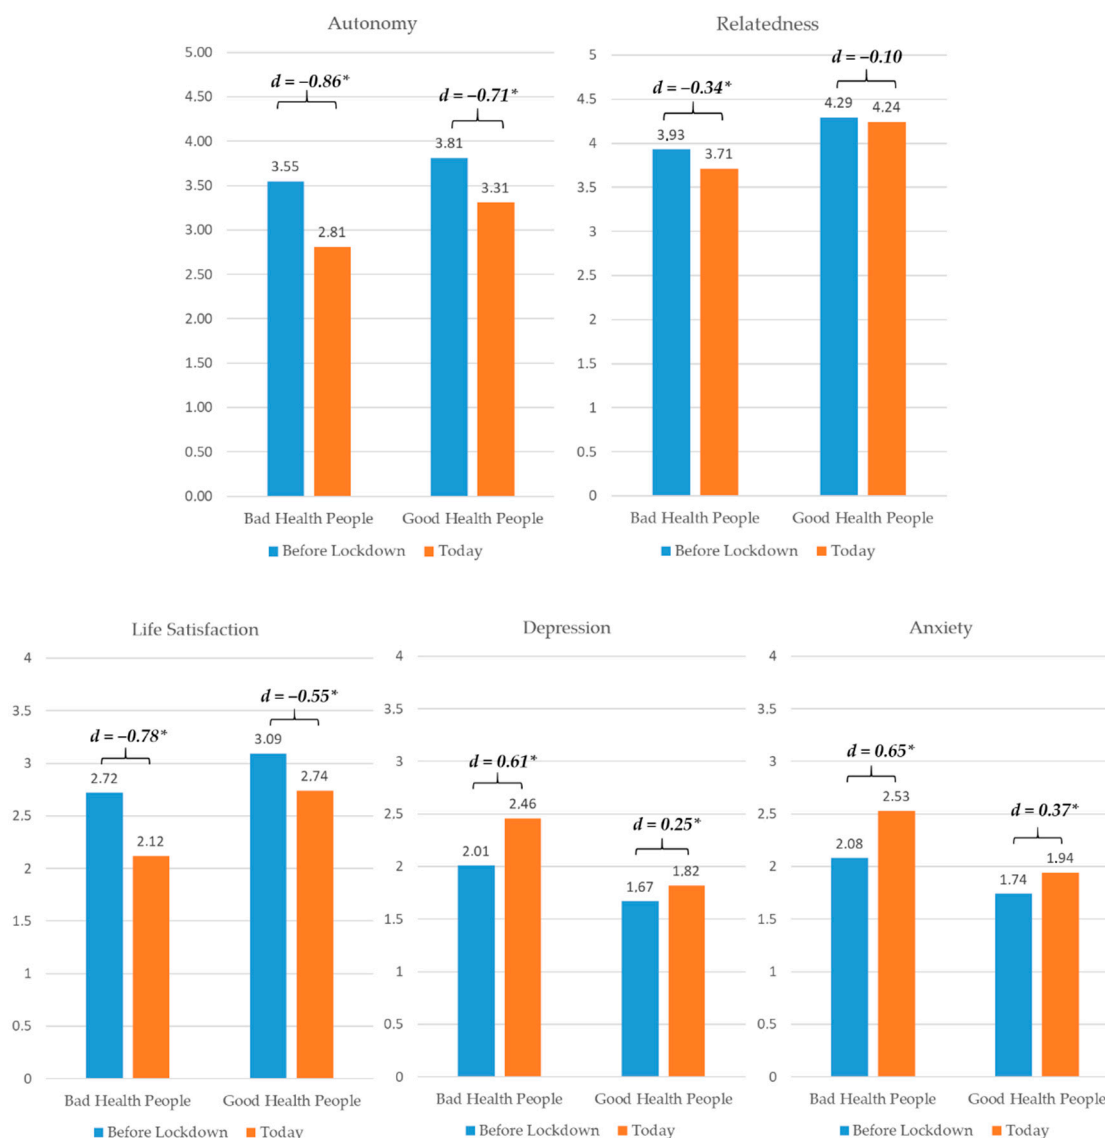 Autonomy
5.00
4.50
4.00
3.50
3.00
2.50
2.00
1.50
1.00
0.50
0.00
d = −0.86*
d = −0.71*
3.55
2.81
3.81
3.31
Bad Health People Good Health People
Before Lockdown Today
Relatedness
5
4.5
4
3.5
3
2.5
2
1.5
1
0.5
0
d = −0.34*
d = −0.10
3.93
3.71
4.29
4.24
Bad Health People Good Health People
Before Lockdown Today
Life Satisfaction
4
3.5
3
2.5
2
1.5
1
0.5
0
d = −0.78*
d = −0.55*
2.72
2.12
3.09
2.74
Bad Health People Good Health People
Before Lockdown Today
Depression
4
3.5
3
2.5
2
1.5
1
0.5
0
d = 0.61*
d = 0.25*
2.01
2.46
1.67
1.82
Bad Health People Good Health People
Before Lockdown Today
Anxiety
4
3.5
3
2.5
2
1.5
1
0.5
0
d = 0.65*
d = 0.37*
2.08
2.53
1.74
1.94
Bad Health People Good Health People
Before Lockdown Today